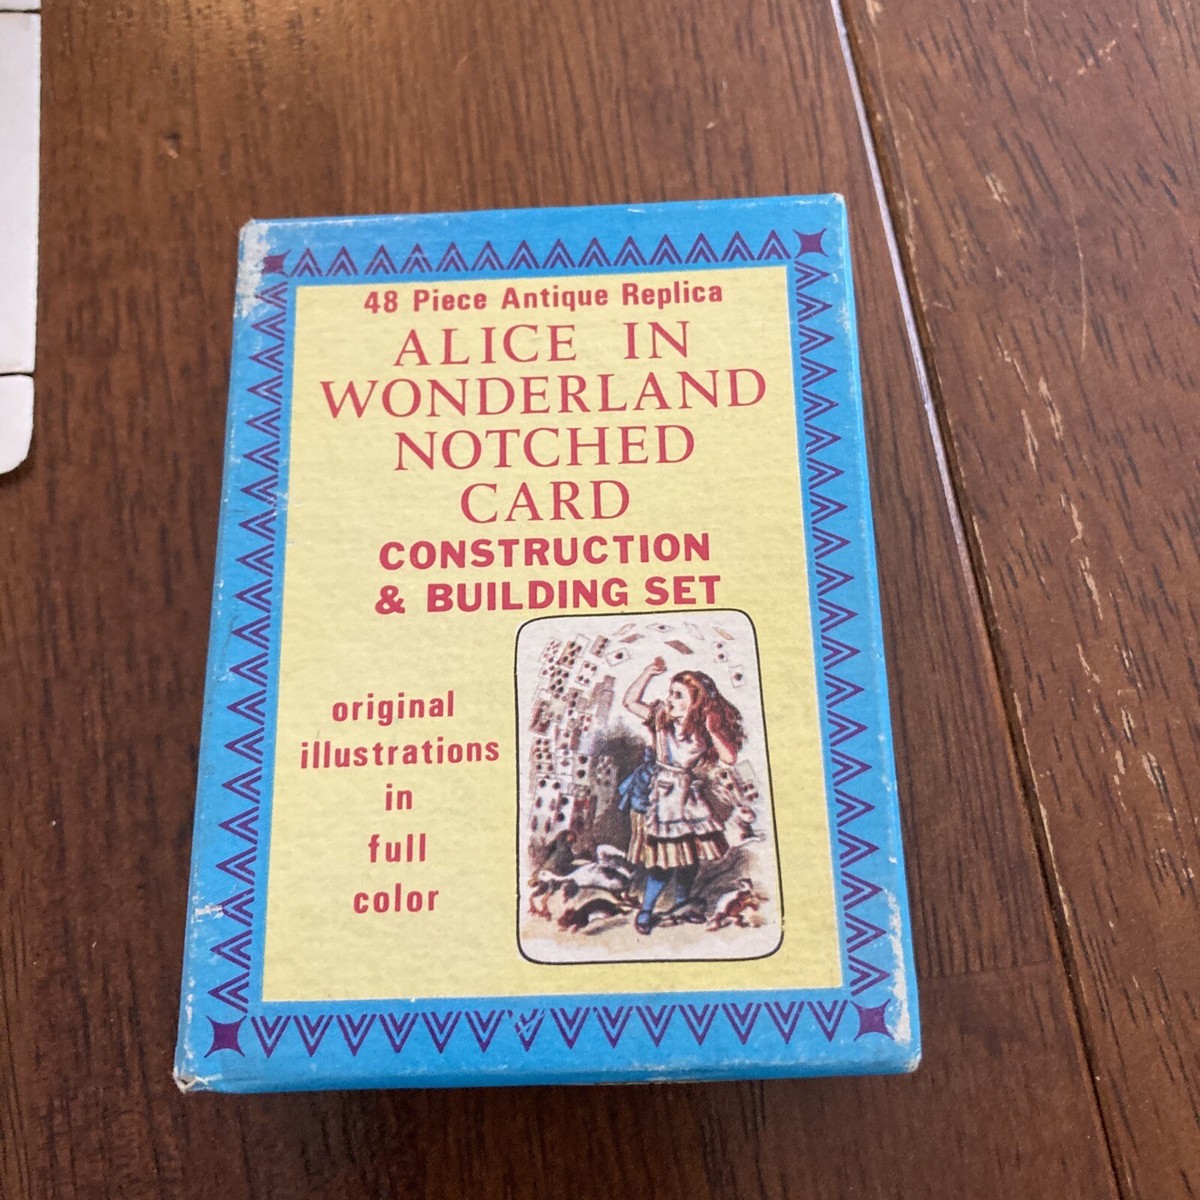 48 Piece Antique Replica
ALICE IN
WONDERLAND
NOTCHED
CARD
CONSTRUCTION
& BUILDING SET
original
illustrations
in
full
color